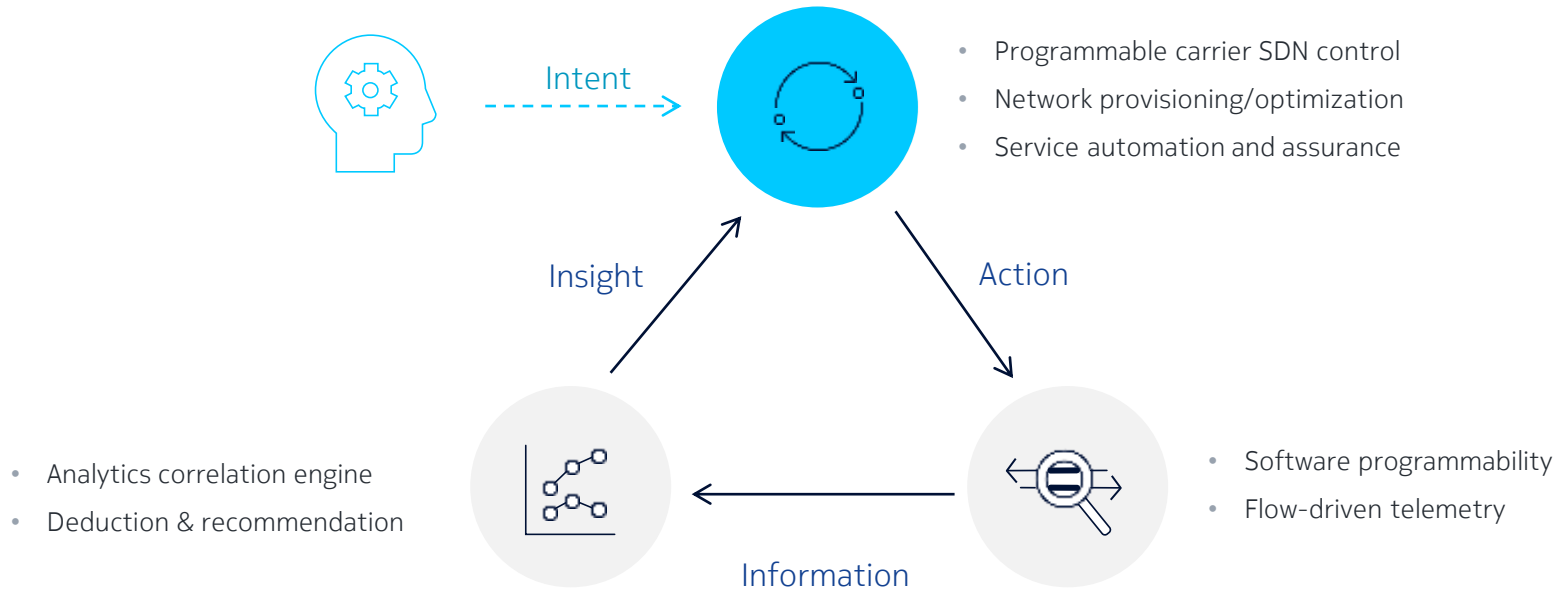 Intent
• Programmable carrier SDN control
• Network provisioning/optimization
• Service automation and assurance
Insight
Action
• Analytics correlation engine
• Deduction & recommendation
• Software programmability
• Flow-driven telemetry
Information